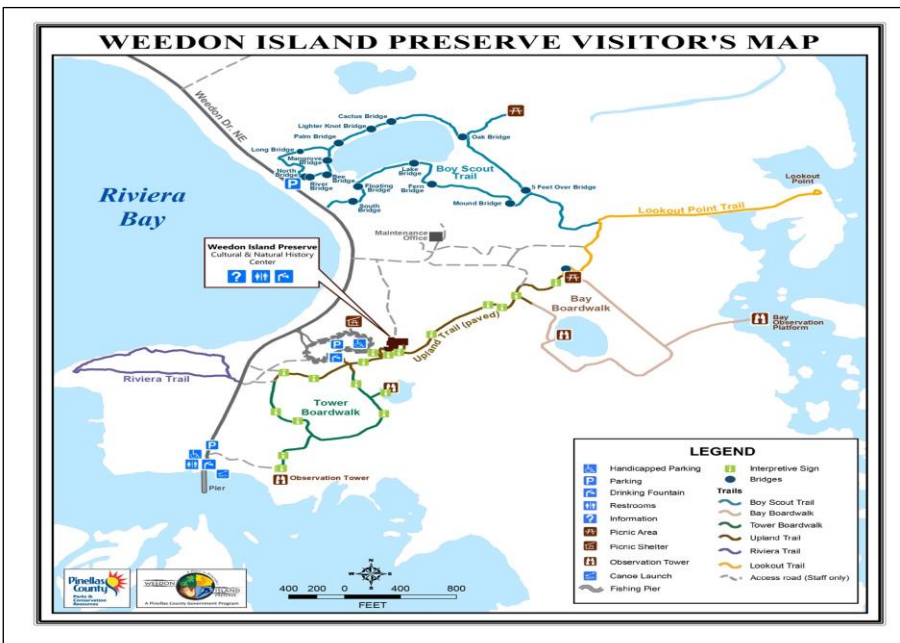 WEEDON ISLAND PRESERVE VISITOR'S MAP
Weedon Dr. NE
Cactus Bridge
Lighter Knot Bridge
Palm Bridge
Long Bridge
Mangrove
Bridge
North
Bridge
River
Bridge
Bee
Bridge
Oak Bridge
Boy Scout
Trail
Lake
Bridge
Floating
Bridge
Fern
Bridge
South
Bridge
Mound Bridge
5 Feet Over Bridge
Lookout
Point
Lookout Point Trail
Riviera
Bay
Maintenance
Office
Weedon Island Preserve
Cultural & Natural History
Center
Bay
Boardwalk
Bay
Observation
Platform
Upland Trail (paved)
Riviera Trail
Tower
Boardwalk
Observation Tower
Pier
LEGEND
Handicapped Parking
Parking
Drinking Fountain
Restrooms
Information
Picnic Area
Picnic Shelter
Observation Tower
Canoe Launch
Fishing Pier
Interpretive Sign
Bridges
Trails
Boy Scout Trail
Bay Boardwalk
Tower Boardwalk
Upland Trail
Riviera Trail
Lookout Trail
Access road (Staff only)
Pinellas
County
Parks &
Conservation
Resources
WEEDON
ISLAND
A Pinellas County Government Program
N
400 200 0 400 800
FEET